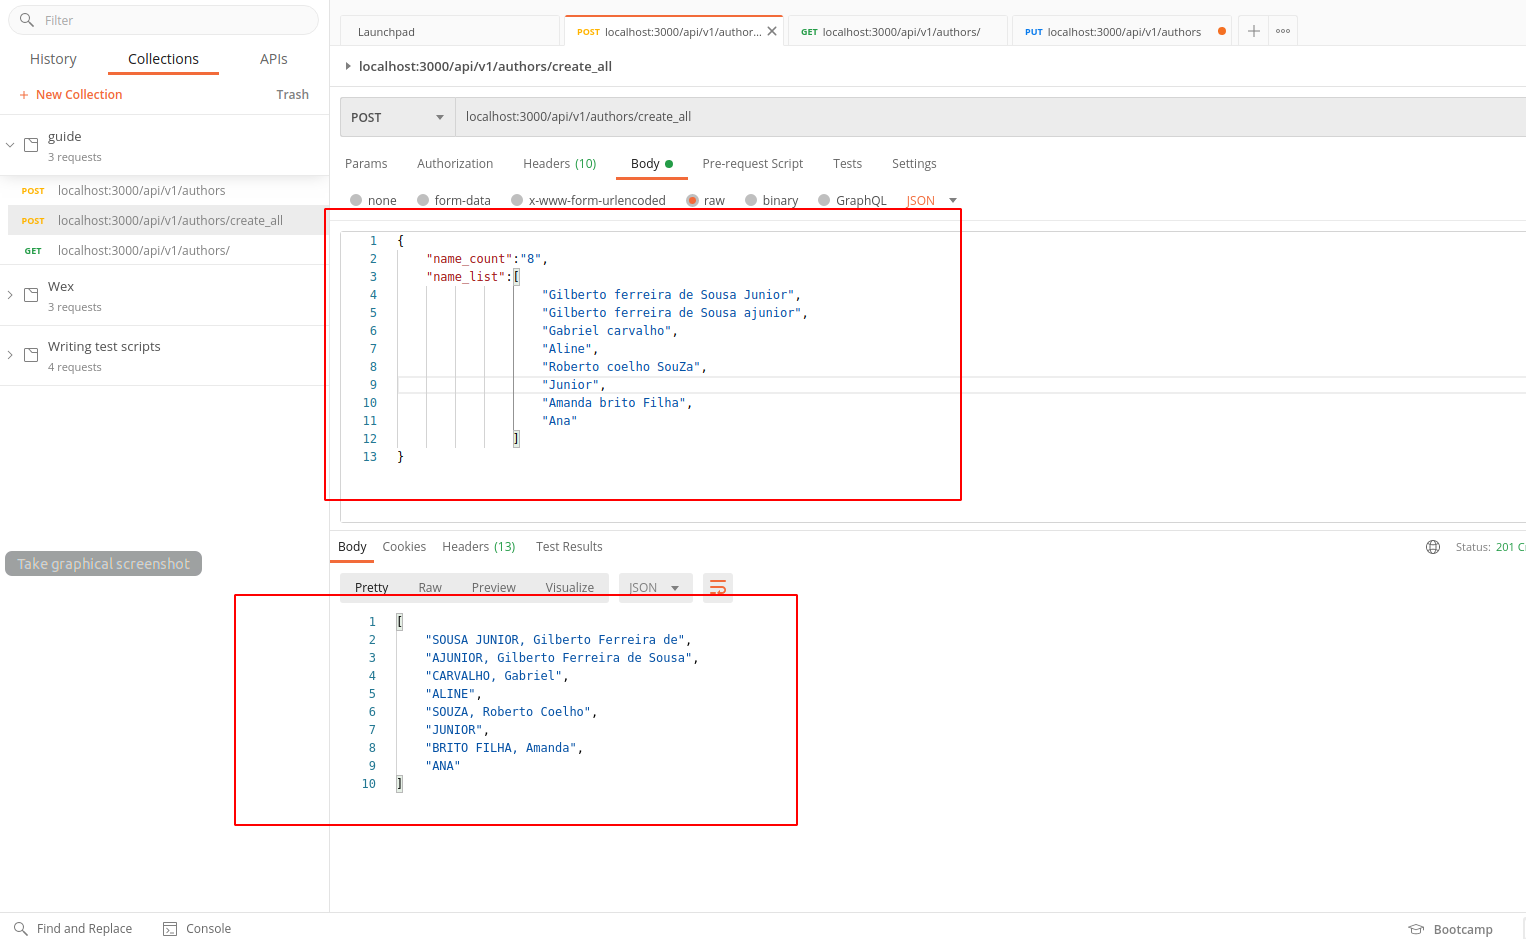 Filter
History Collections APIs
+ New Collection Trash
guide
3 requests
POST localhost:3000/api/v1/authors
POST localhost:3000/api/v1/authors/create_all
GET localhost:3000/api/v1/authors/
Wex
3 requests
Writing test scripts
4 requests
Take graphical screenshot
Launchpad
POST localhost:3000/api/v1/author...
GET localhost:3000/api/v1/authors/
PUT localhost:3000/api/v1/authors
localhost:3000/api/v1/authors/create_all
POST localhost:3000/api/v1/authors/create_all
Params Authorization Headers (10) Body Pre-request Script Tests Settings
none form-data x-www-form-urlencoded raw binary GraphQL JSON
1 {
2 "name_count":"8",
3 "name_list":[
4 "Gilberto ferreira de Sousa Junior",
5 "Gilberto ferreira de Sousa ajunior",
6 "Gabriel carvalho",
7 "Aline",
8 "Roberto coelho SouZa",
9 "Junior",
10 "Amanda brito Filha",
11 "Ana"
12 ]
13 }
Body Cookies Headers (13) Test Results Status: 201 C
Pretty Raw Preview Visualize JSON
1 [
2 "SOUSA JUNIOR, Gilberto Ferreira de",
3 "AJUNIOR, Gilberto Ferreira de Sousa",
4 "CARVALHO, Gabriel",
5 "ALINE",
6 "SOUZA, Roberto Coelho",
7 "JUNIOR",
8 "BRITO FILHA, Amanda",
9 "ANA"
10 ]
Find and Replace Console Bootcamp